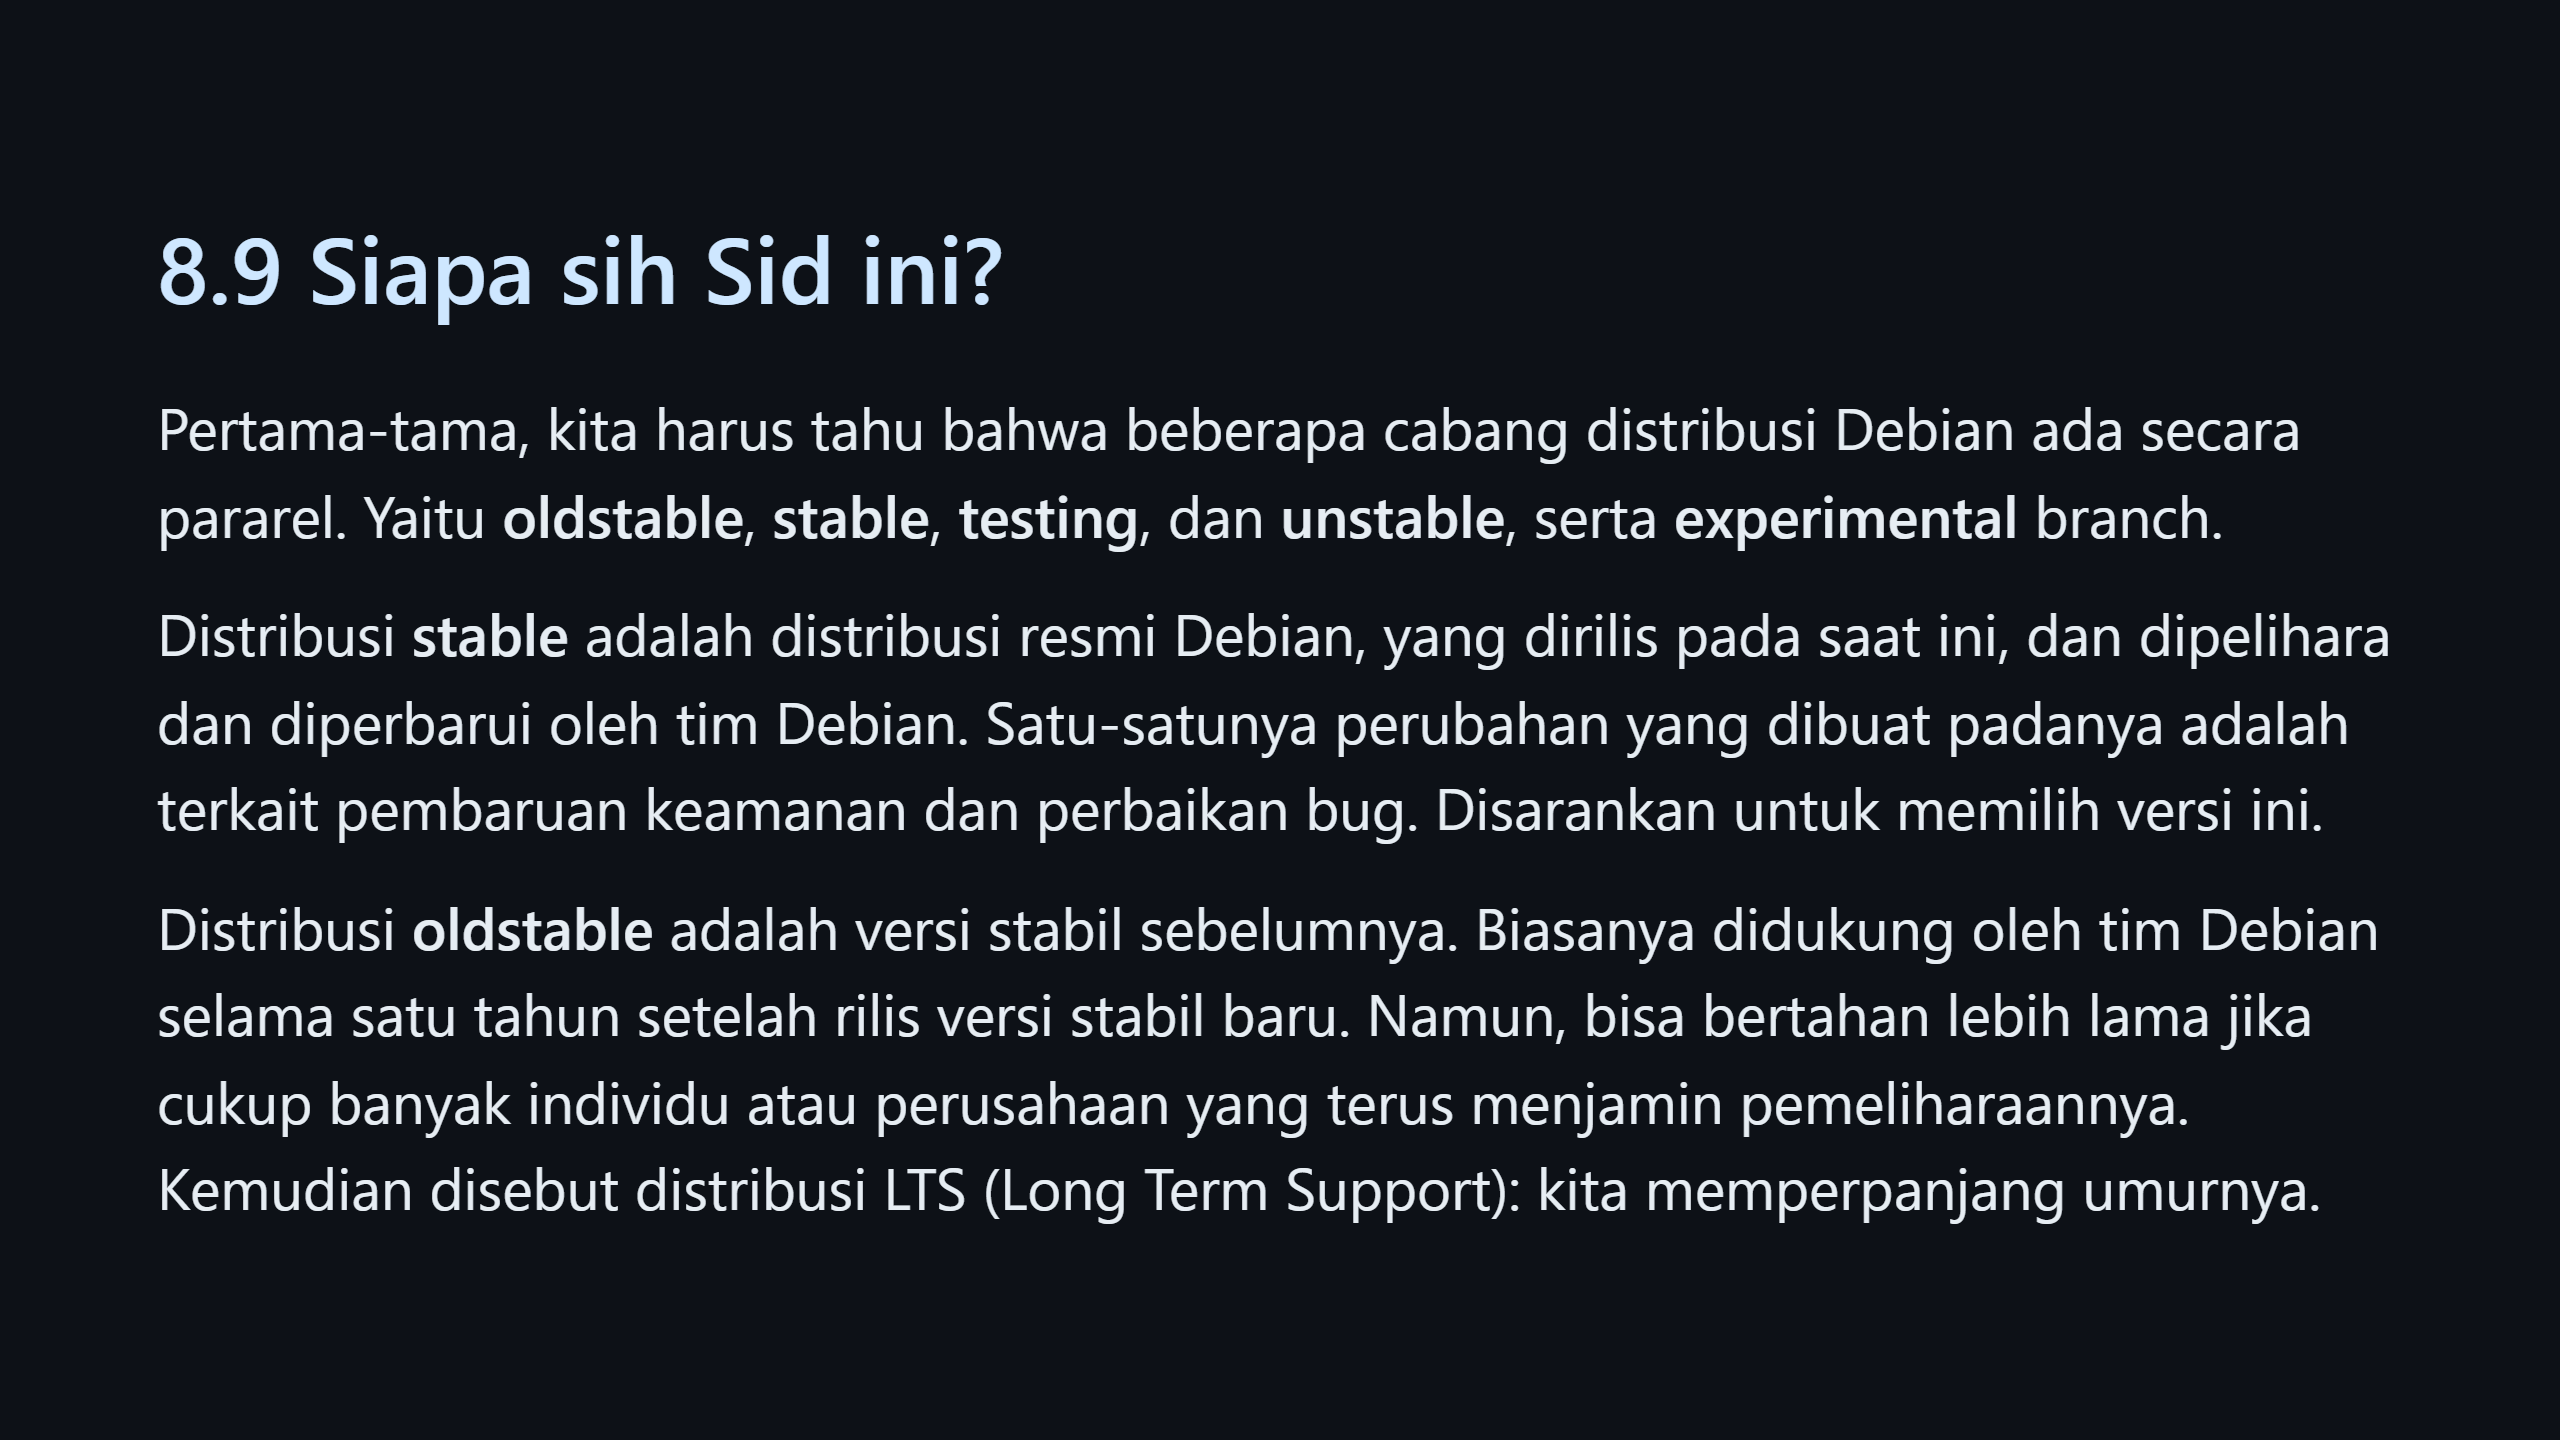 8.9 Siapa sih Sid ini?
Pertama-tama, kita harus tahu bahwa beberapa cabang distribusi Debian ada secara
pararel. Yaitu oldstable, stable, testing, dan unstable, serta experimental branch.
Distribusi stable adalah distribusi resmi Debian, yang dirilis pada saat ini, dan dipelihara
dan diperbarui oleh tim Debian. Satu-satunya perubahan yang dibuat padanya adalah
terkait pembaruan keamanan dan perbaikan bug. Disarankan untuk memilih versi ini.
Distribusi oldstable adalah versi stabil sebelumnya. Biasanya didukung oleh tim Debian
selama satu tahun setelah rilis versi stabil baru. Namun, bisa bertahan lebih lama jika
cukup banyak individu atau perusahaan yang terus menjamin pemeliharaannya.
Kemudian disebut distribusi LTS (Long Term Support): kita memperpanjang umurnya.